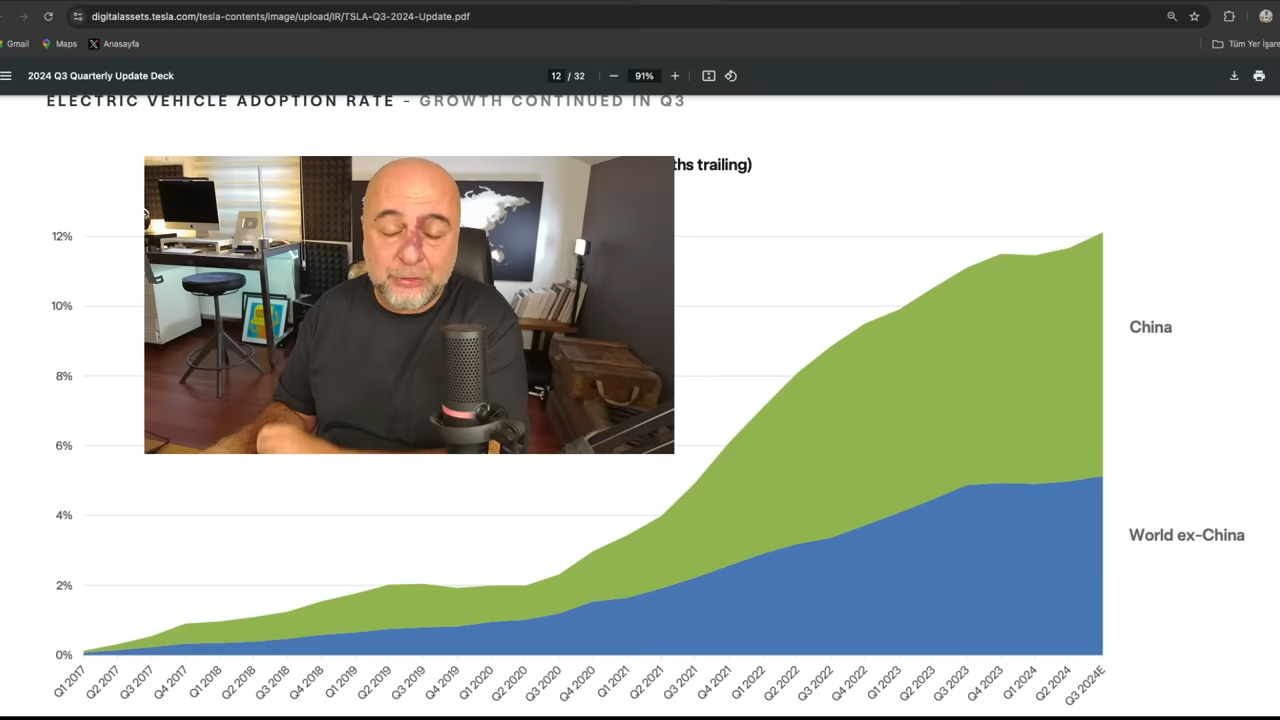 digitalassets.tesla.com/tesla-contents/image/upload/IR/TSLA-Q3-2024-Update.pdf
Gmail Maps Anasayfa Tüm Yer İşare
2024 Q3 Quarterly Update Deck 12 / 32 91%
ELECTRIC VEHICLE ADOPTION RATE - GROWTH CONTINUED IN Q3
ths trailing)
12%
10%
8%
6%
4%
2%
0%
China
World ex-China
Q1 2017 Q2 2017 Q3 2017 Q4 2017 Q1 2018 Q2 2018 Q3 2018 Q4 2018 Q1 2019 Q2 2019 Q3 2019 Q4 2019 Q1 2020 Q2 2020 Q3 2020 Q4 2020 Q1 2021 Q2 2021 Q3 2021 Q4 2021 Q1 2022 Q2 2022 Q3 2022 Q4 2022 Q1 2023 Q2 2023 Q3 2023 Q4 2023 Q1 2024 Q2 2024 Q3 2024E